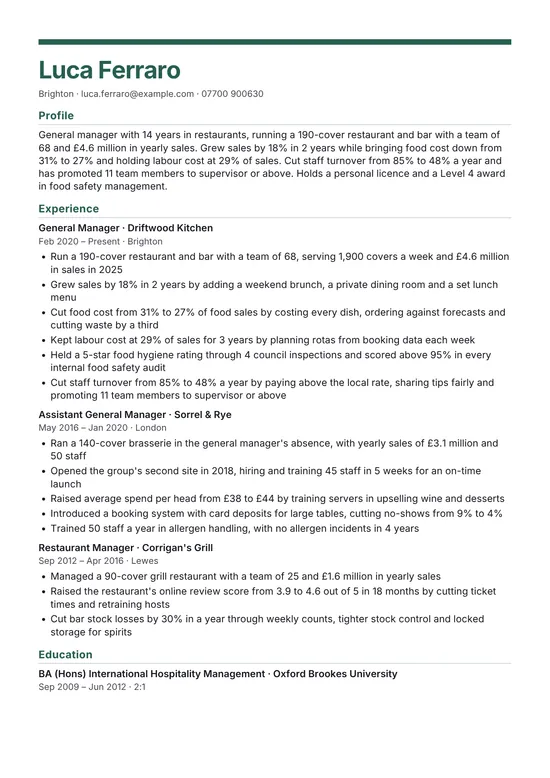 Luca Ferraro
Brighton · luca.ferraro@example.com · 07700 900630
Profile
General manager with 14 years in restaurants, running a 190-cover restaurant and bar with a team of
68 and £4.6 million in yearly sales. Grew sales by 18% in 2 years while bringing food cost down from
31% to 27% and holding labour cost at 29% of sales. Cut staff turnover from 85% to 48% a year and
has promoted 11 team members to supervisor or above. Holds a personal licence and a Level 4 award
in food safety management.
Experience
General Manager · Driftwood Kitchen
Feb 2020 – Present · Brighton
• Run a 190-cover restaurant and bar with a team of 68, serving 1,900 covers a week and £4.6 million
in sales in 2025
• Grew sales by 18% in 2 years by adding a weekend brunch, a private dining room and a set lunch
menu
• Cut food cost from 31% to 27% of food sales by costing every dish, ordering against forecasts and
cutting waste by a third
• Kept labour cost at 29% of sales for 3 years by planning rotas from booking data each week
• Held a 5-star food hygiene rating through 4 council inspections and scored above 95% in every
internal food safety audit
• Cut staff turnover from 85% to 48% a year by paying above the local rate, sharing tips fairly and
promoting 11 team members to supervisor or above
Assistant General Manager · Sorrel & Rye
May 2016 – Jan 2020 · London
• Ran a 140-cover brasserie in the general manager's absence, with yearly sales of £3.1 million and
50 staff
• Opened the group's second site in 2018, hiring and training 45 staff in 5 weeks for an on-time
launch
• Raised average spend per head from £38 to £44 by training servers in upselling wine and desserts
• Introduced a booking system with card deposits for large tables, cutting no-shows from 9% to 4%
• Trained 50 staff a year in allergen handling, with no allergen incidents in 4 years
Restaurant Manager · Corrigan's Grill
Sep 2012 – Apr 2016 · Lewes
• Managed a 90-cover grill restaurant with a team of 25 and £1.6 million in yearly sales
• Raised the restaurant's online review score from 3.9 to 4.6 out of 5 in 18 months by cutting ticket
times and retraining hosts
• Cut bar stock losses by 30% in a year through weekly counts, tighter stock control and locked
storage for spirits
Education
BA (Hons) International Hospitality Management · Oxford Brookes University
Sep 2009 – Jun 2012 · 2:1